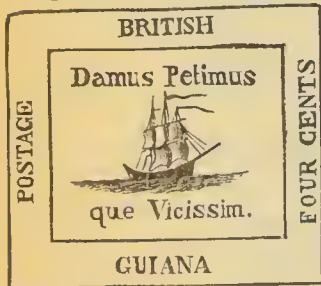 BRITISH
Damus Petimus
que Vicissim.
POSTAGE
FOUR CENTS
GUIANA